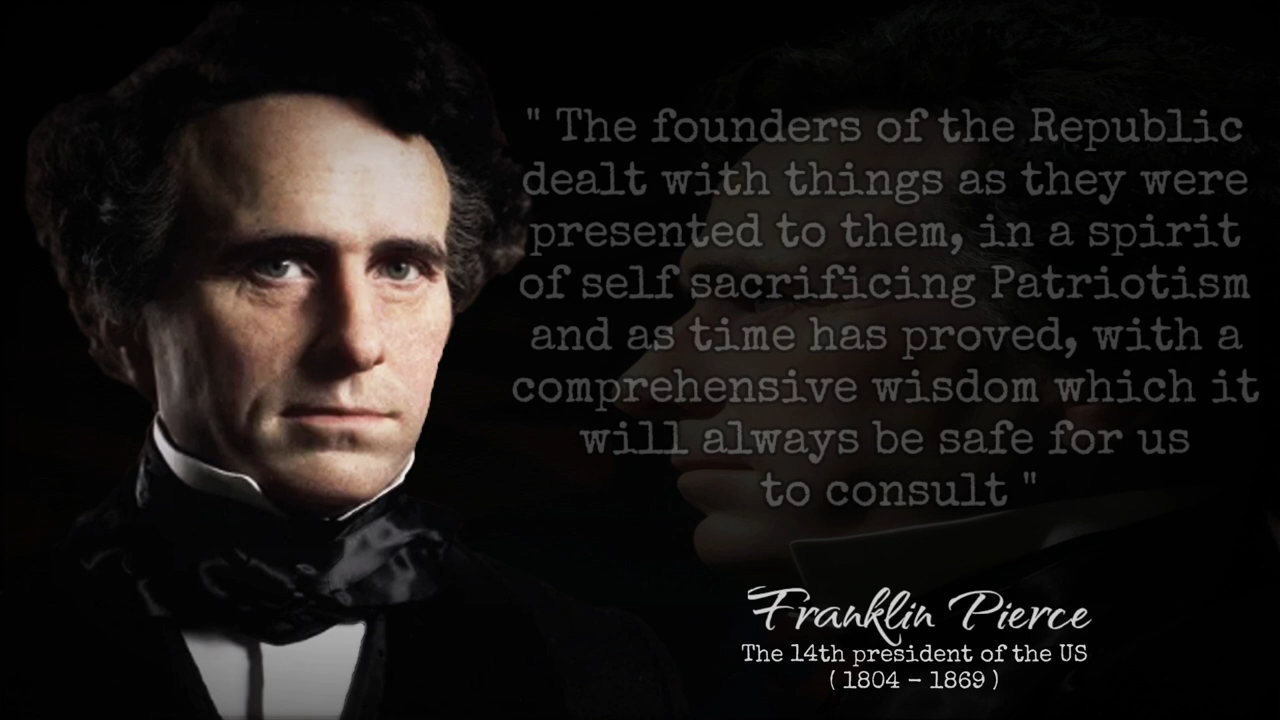 " The founders of the Republic
dealt with things as they were
presented to them, in a spirit
of self sacrificing Patriotism
and as time has proved, with a
comprehensive wisdom which it
will always be safe for us
to consult "
Franklin Pierce
The 14th president of the US
( 1804 - 1869 )